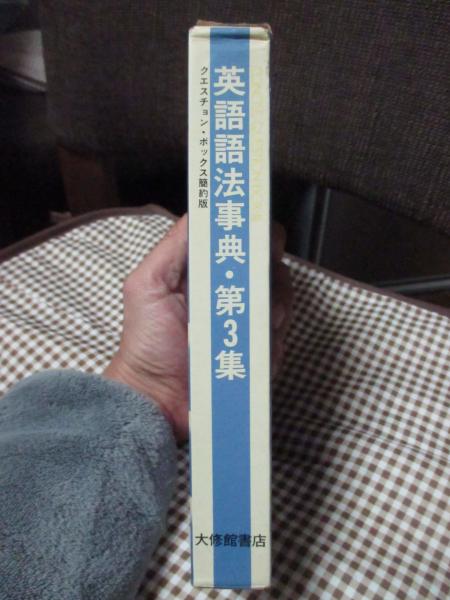 英語語法事典・第3集
クエスチョン・ボックス簡約版
大修館書店